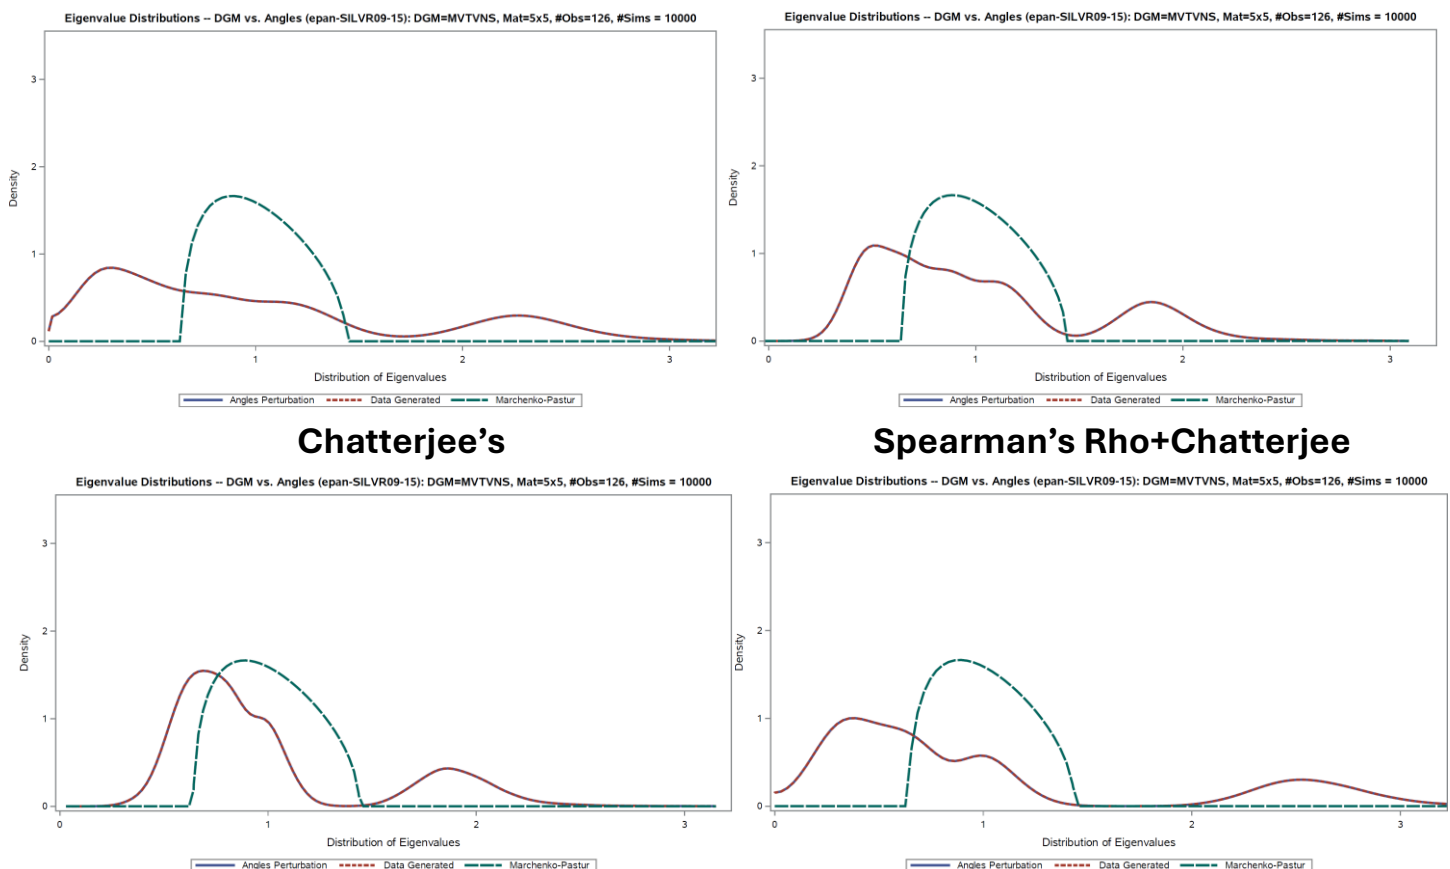 Eigenvalue Distributions -- DGM vs. Angles (epan-SILVR09-15): DGM=MVTVNS, Mat=5x5, #Obs=126, #Sims = 10000
3
2
1
0
Density
0 1 2 3
Distribution of Eigenvalues
Angles Perturbation Data Generated Marchenko-Pastur
Eigenvalue Distributions -- DGM vs. Angles (epan-SILVR09-15): DGM=MVTVNS, Mat=5x5, #Obs=126, #Sims = 10000
3
2
1
0
Density
0 1 2 3
Distribution of Eigenvalues
Angles Perturbation Data Generated Marchenko-Pastur
Chatterjee’s
Spearman’s Rho+Chatterjee
Eigenvalue Distributions -- DGM vs. Angles (epan-SILVR09-15): DGM=MVTVNS, Mat=5x5, #Obs=126, #Sims = 10000
3
2
1
0
Density
0 1 2 3
Distribution of Eigenvalues
Angles Perturbation Data Generated Marchenko-Pastur
Eigenvalue Distributions -- DGM vs. Angles (epan-SILVR09-15): DGM=MVTVNS, Mat=5x5, #Obs=126, #Sims = 10000
3
2
1
0
Density
0 1 2 3
Distribution of Eigenvalues
Angles Perturbation Data Generated Marchenko-Pastur